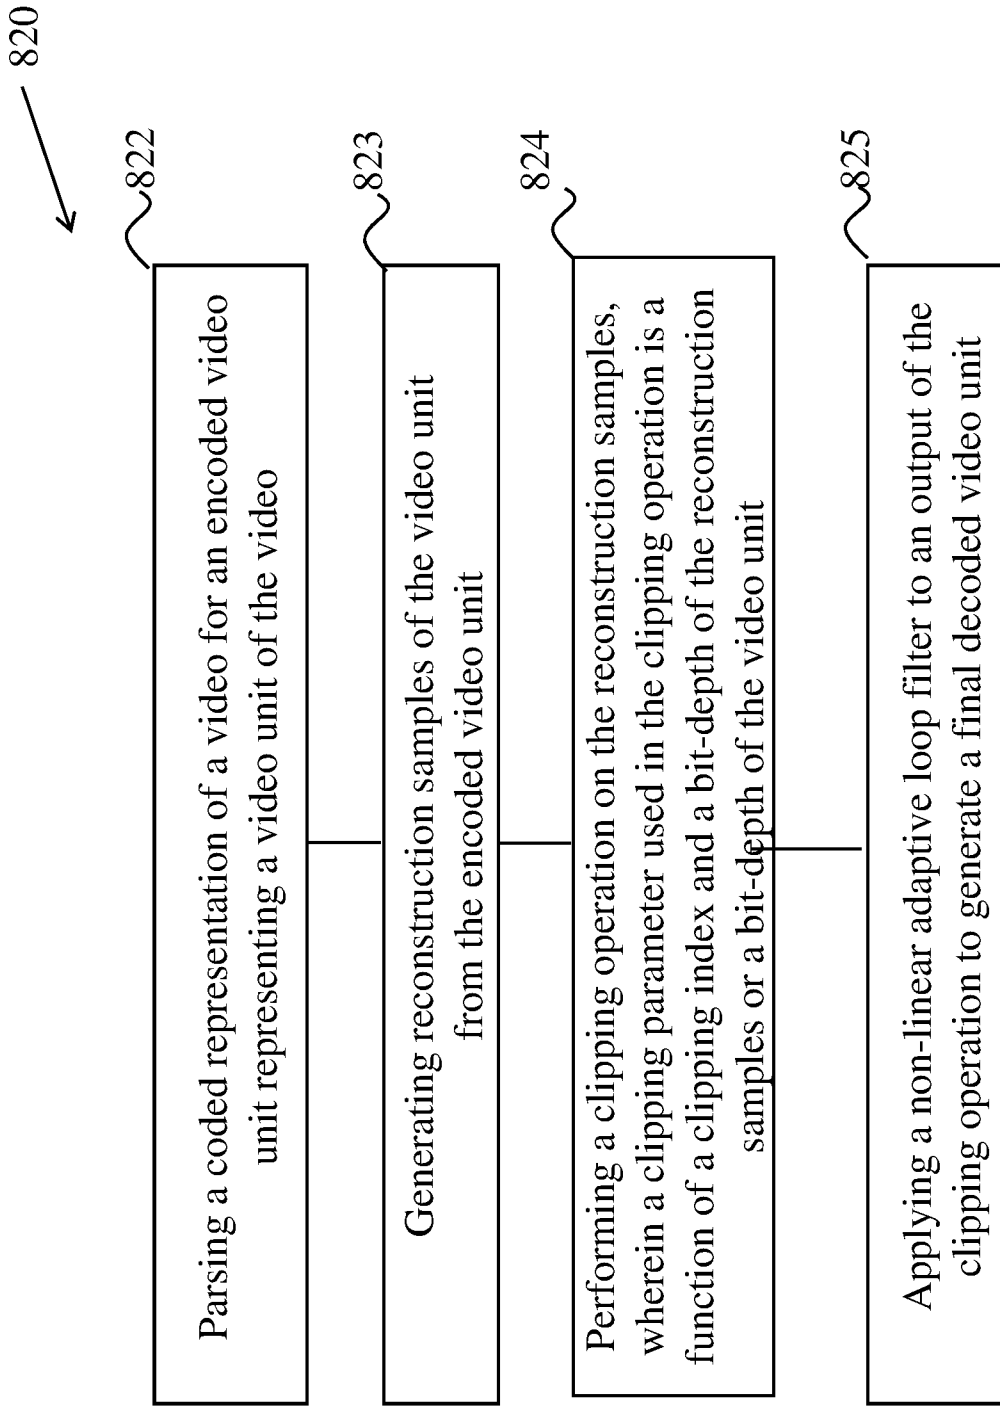 820
822
Parsing a coded representation of a video for an encoded video
unit representing a video unit of the video
823
Generating reconstruction samples of the video unit
from the encoded video unit
824
Performing a clipping operation on the reconstruction samples,
wherein a clipping parameter used in the clipping operation is a
function of a clipping index and a bit-depth of the reconstruction
samples or a bit-depth of the video unit
825
Applying a non-linear adaptive loop filter to an output of the
clipping operation to generate a final decoded video unit